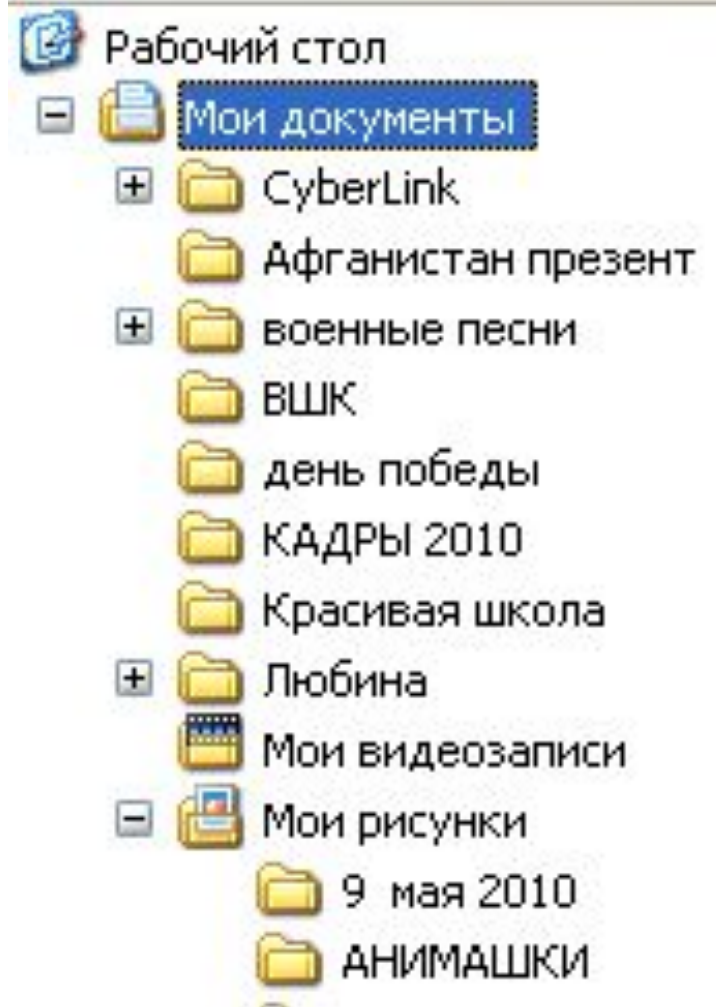 Рабочий стол
Мои документы
CyberLink
Афганистан презент
военные песни
ВШК
день победы
КАДРЫ 2010
Красивая школа
Любина
Мои видеозаписи
Мои рисунки
9 мая 2010
АНИМАШКИ